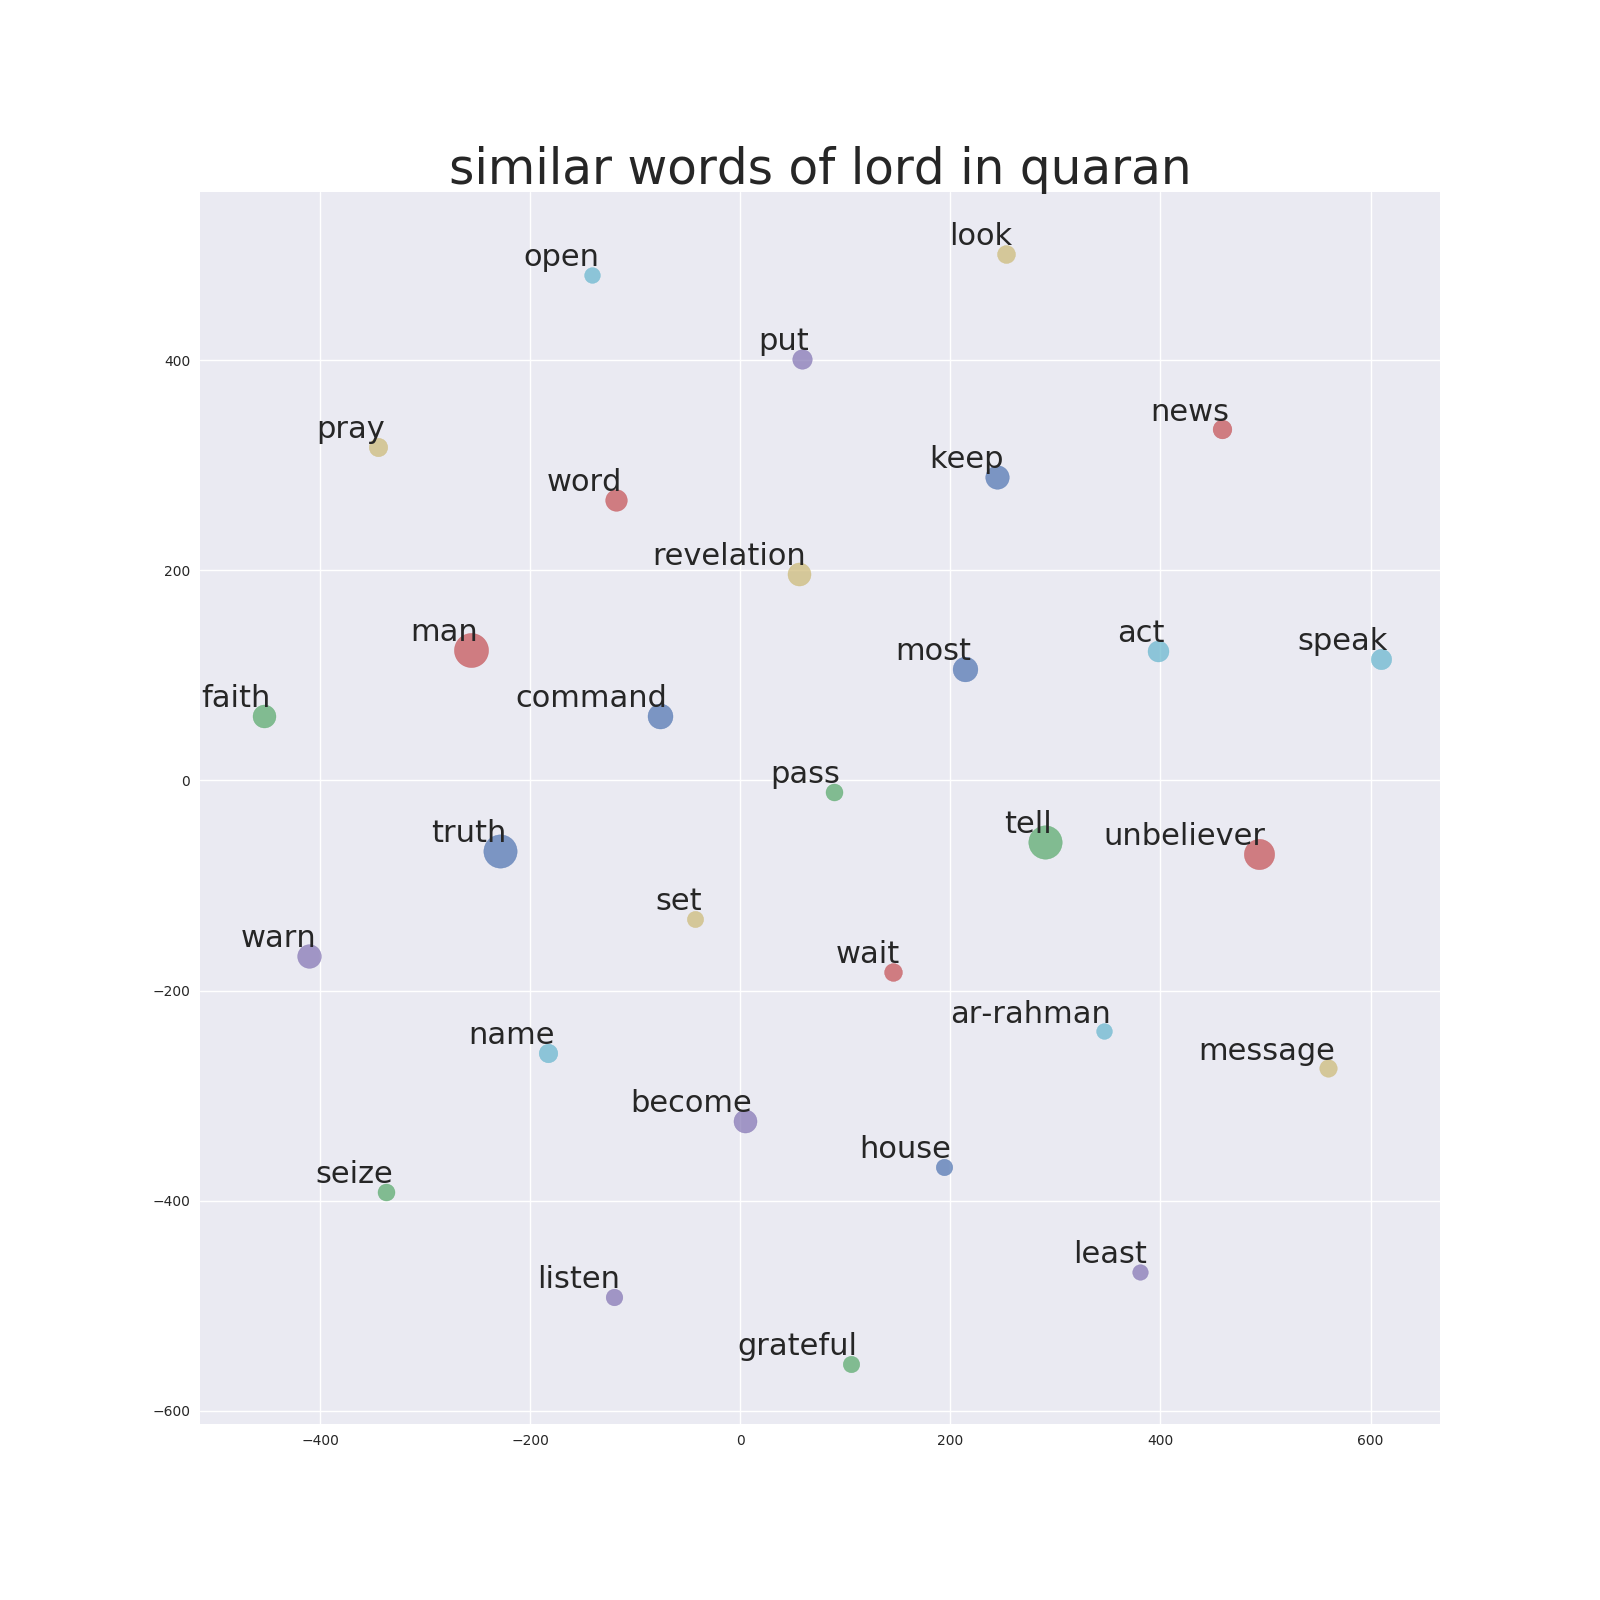 similar words of lord in quaran
look
open
put
400
news
pray
keep
word
revelation
200
man
act
speak
most
faith
command
pass
0
tell
truth
unbeliever
set
warn
wait
−200
ar-rahman
name
message
become
house
seize
−400
least
listen
grateful
−600
−400
−200
0
200
400
600